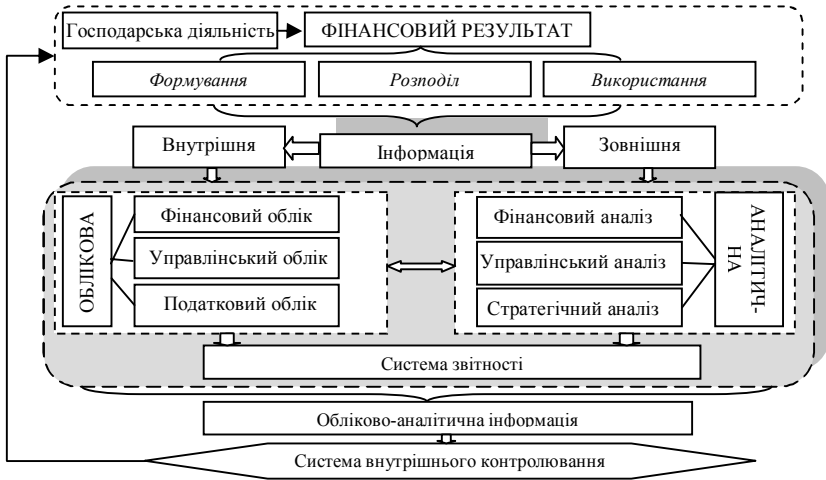 Господарська діяльність
ФІНАНСОВИЙ РЕЗУЛЬТАТ
Формування
Розподіл
Використання
Внутрішня
Інформація
Зовнішня
ОБЛІКОВА
Фінансовий облік
Управлінський облік
Податковий облік
Фінансовий аналіз
Управлінський аналіз
Стратегічний аналіз
АНАЛІТИЧ-
НА
Система звітності
Обліково-аналітична інформація
Система внутрішнього контролювання